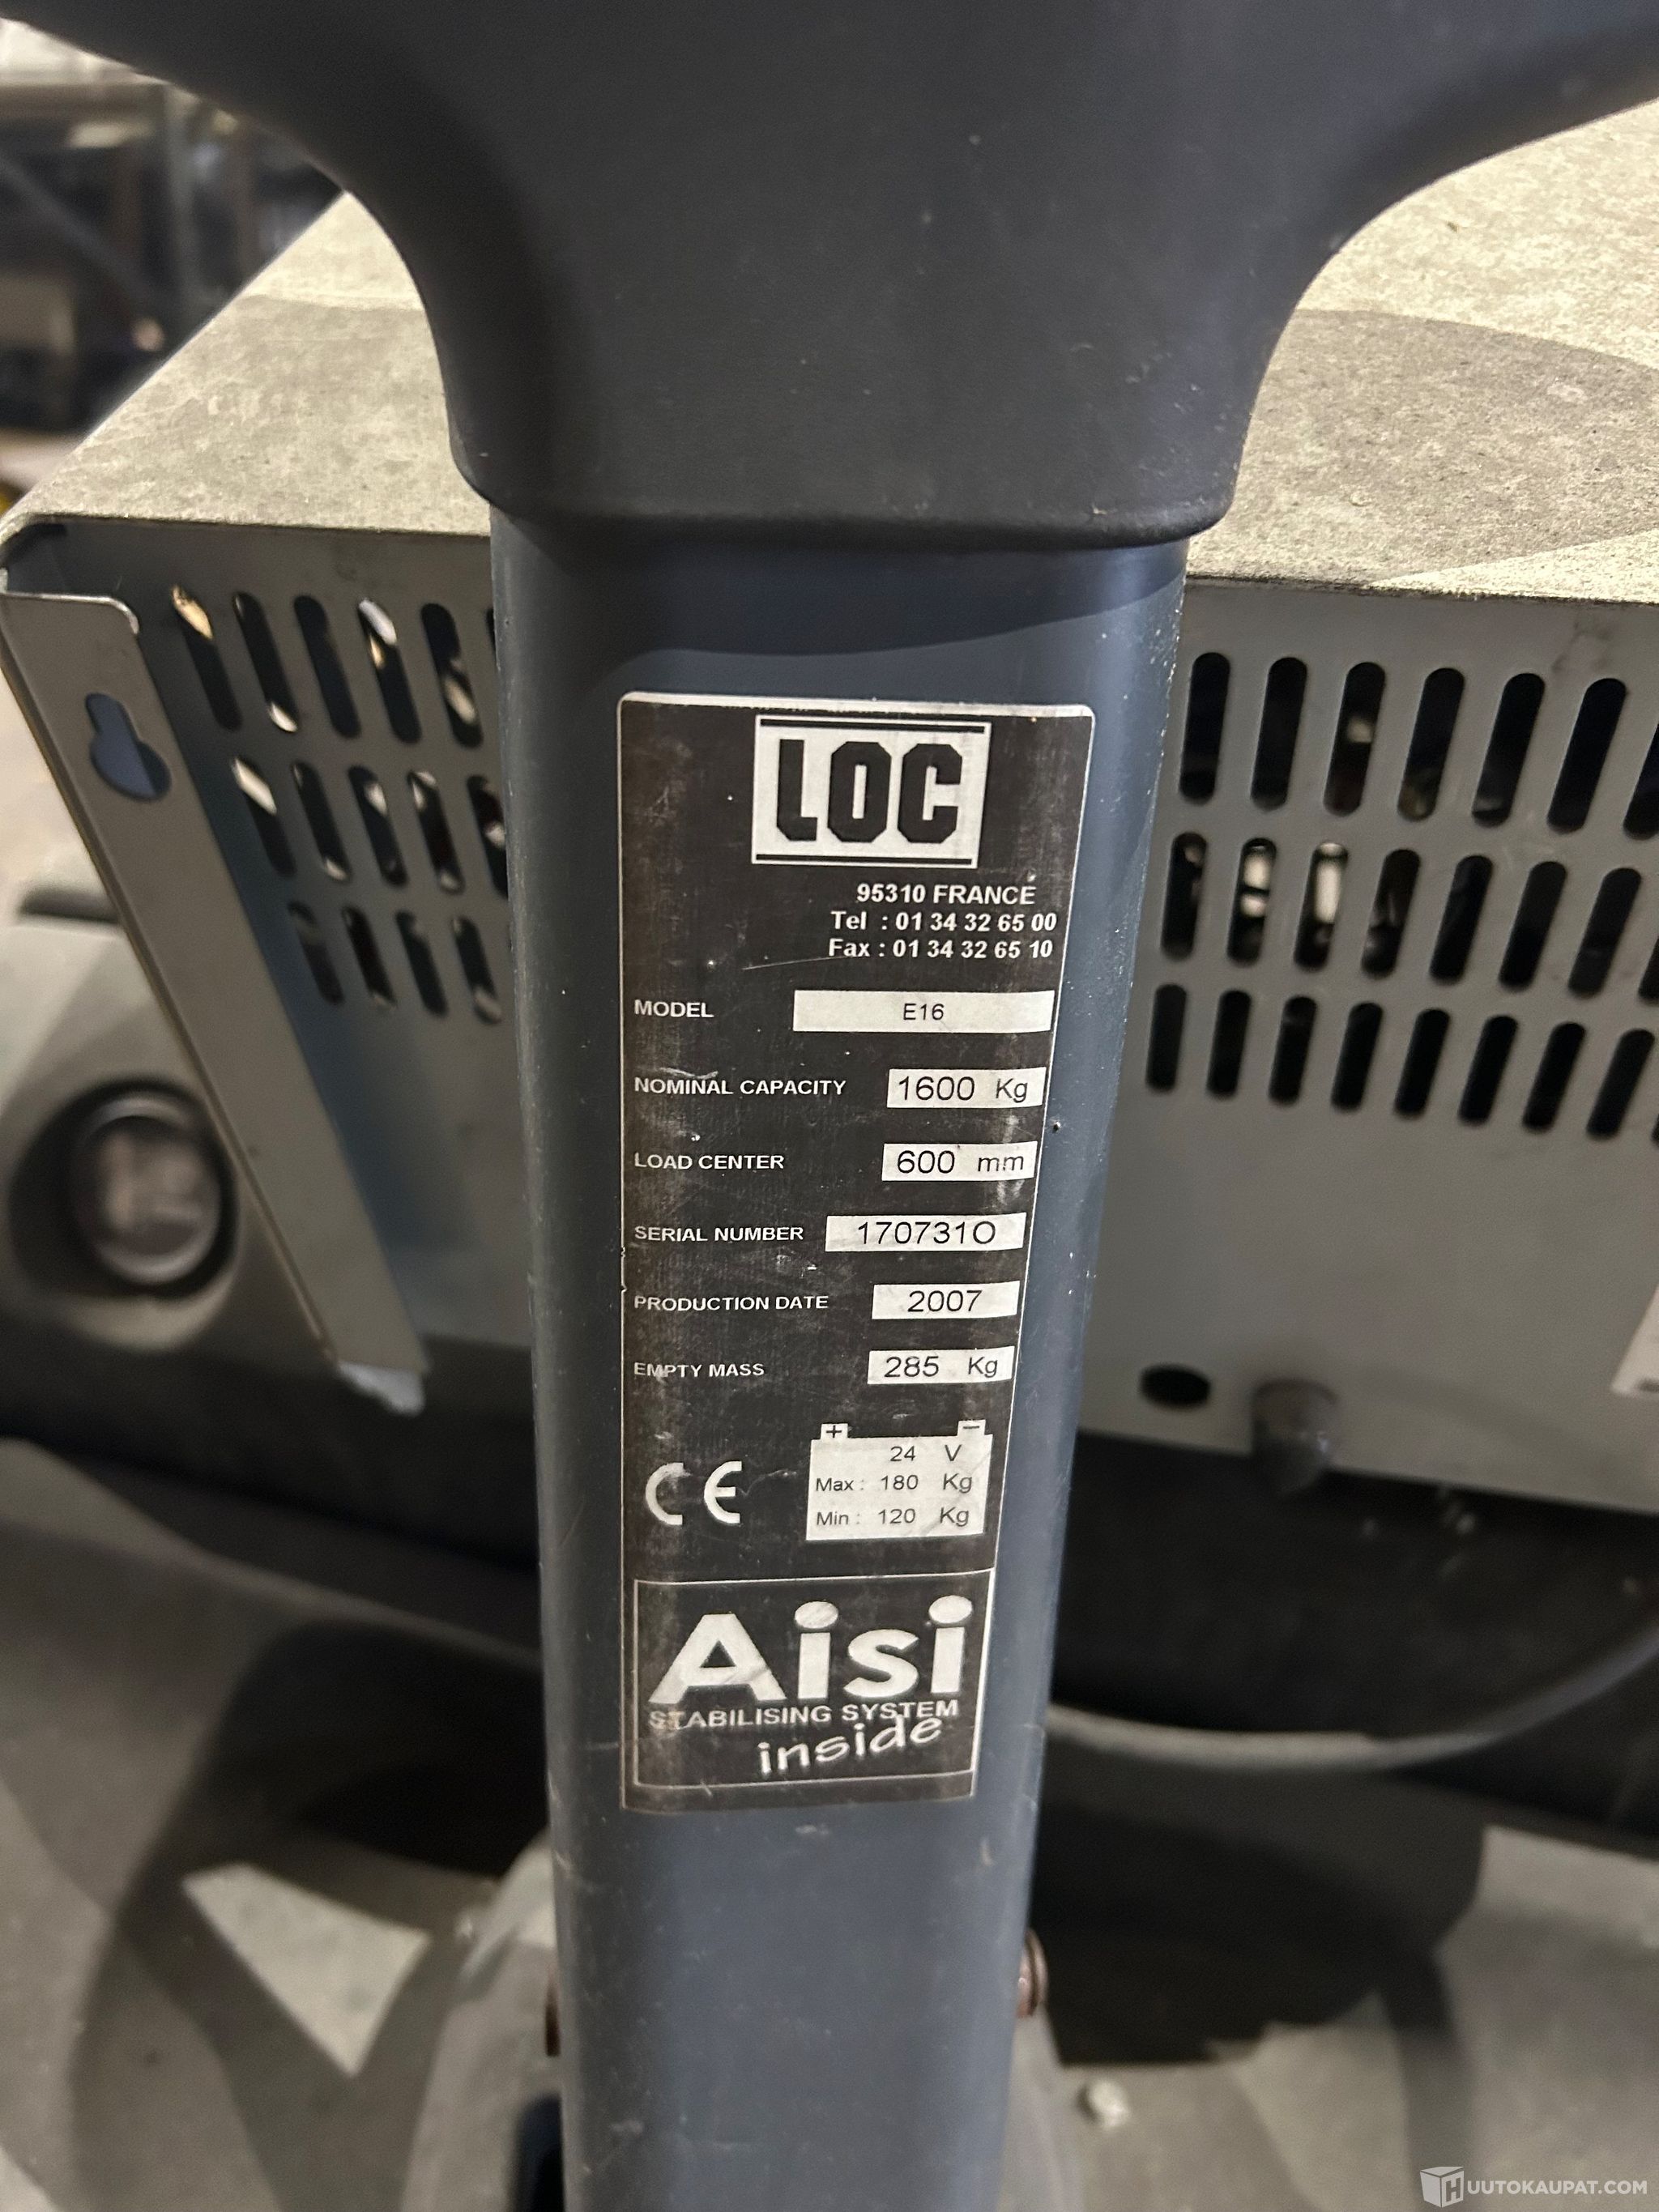 LOC
95310 FRANCE
Tel : 01 34 32 65 00
Fax : 01 34 32 65 10
MODEL E16
NOMINAL CAPACITY 1600 Kg
LOAD CENTER 600 mm
SERIAL NUMBER 170731O
PRODUCTION DATE 2007
EMPTY MASS 285 Kg
+ −
24 V
Max : 180 Kg
Min : 120 Kg
CE
Aisi
STABILISING SYSTEM
inside
HUUTOKAUPAT.COM